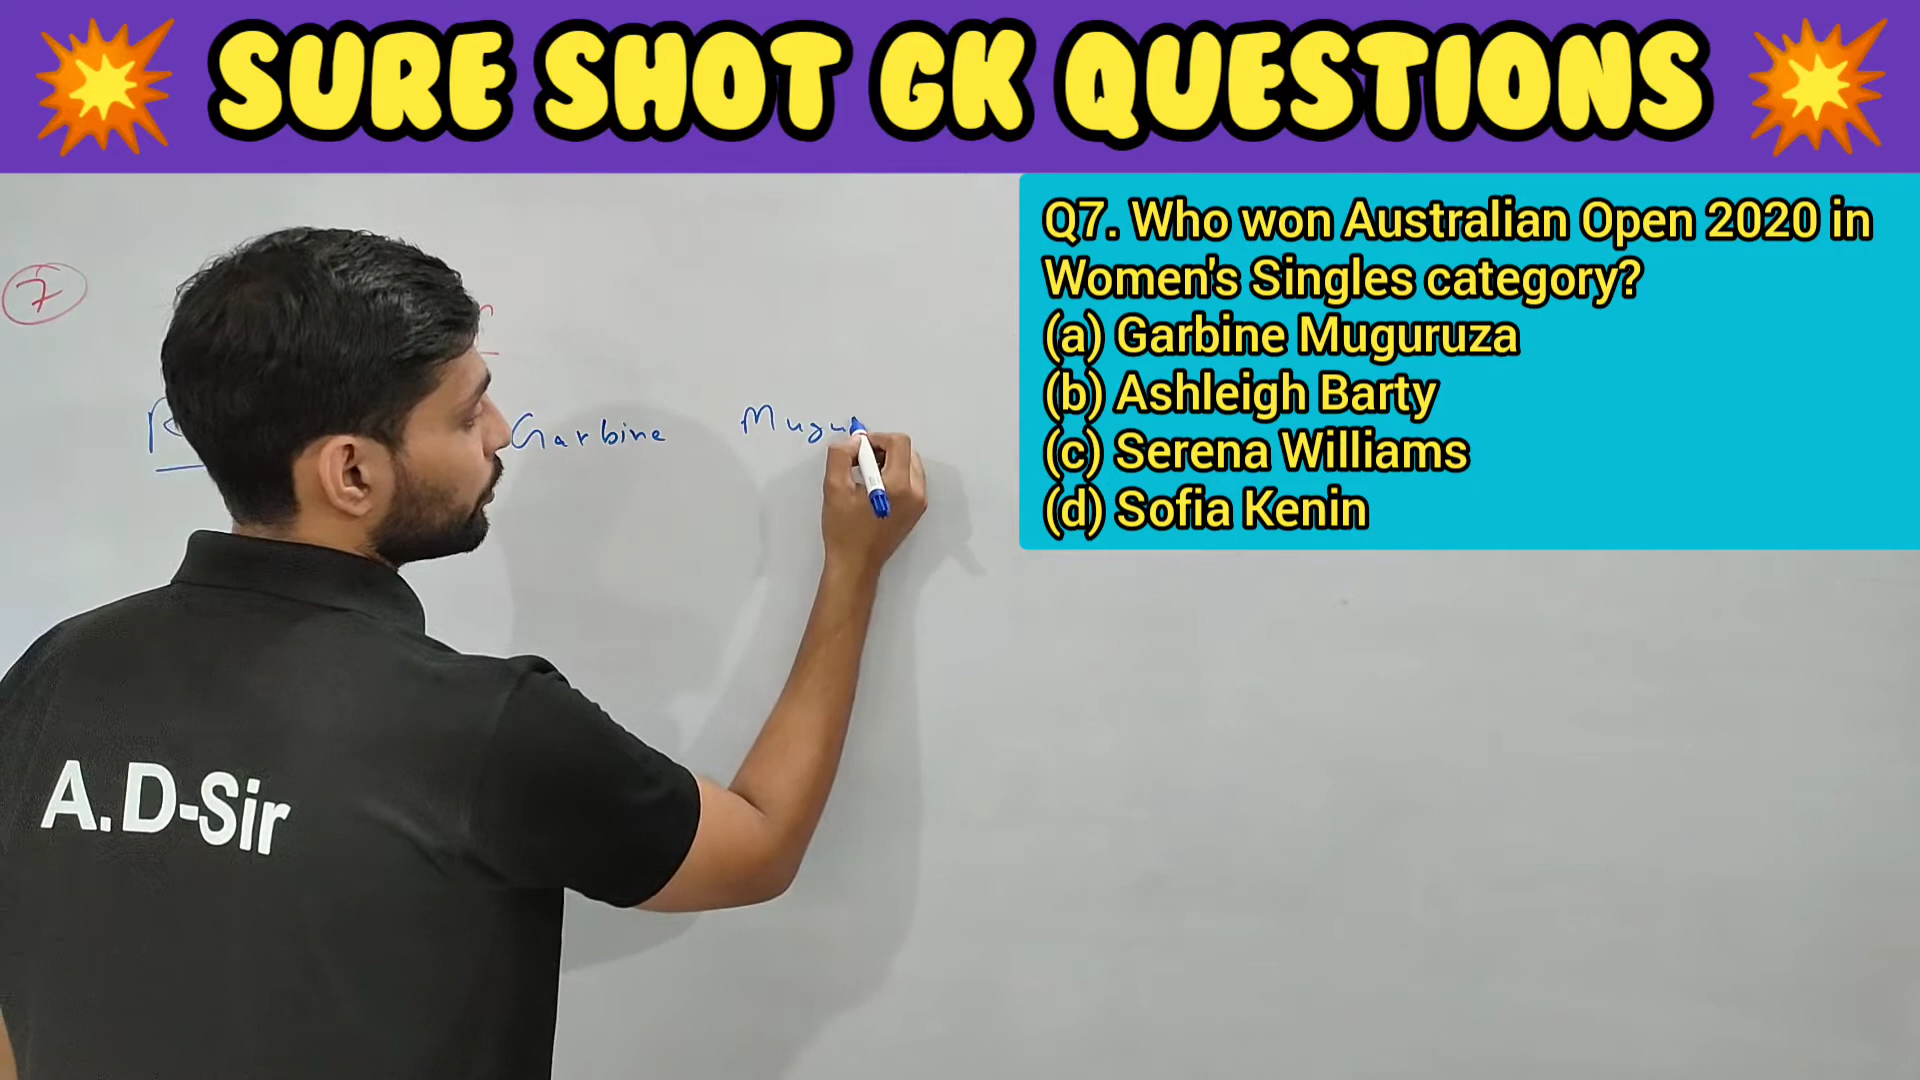 SURE SHOT GK QUESTIONS
Q7. Who won Australian Open 2020 in
Women's Singles category?
(a) Garbine Muguruza
(b) Ashleigh Barty
(c) Serena Williams
(d) Sofia Kenin
7
Garbine Mugu
A.D-Sir